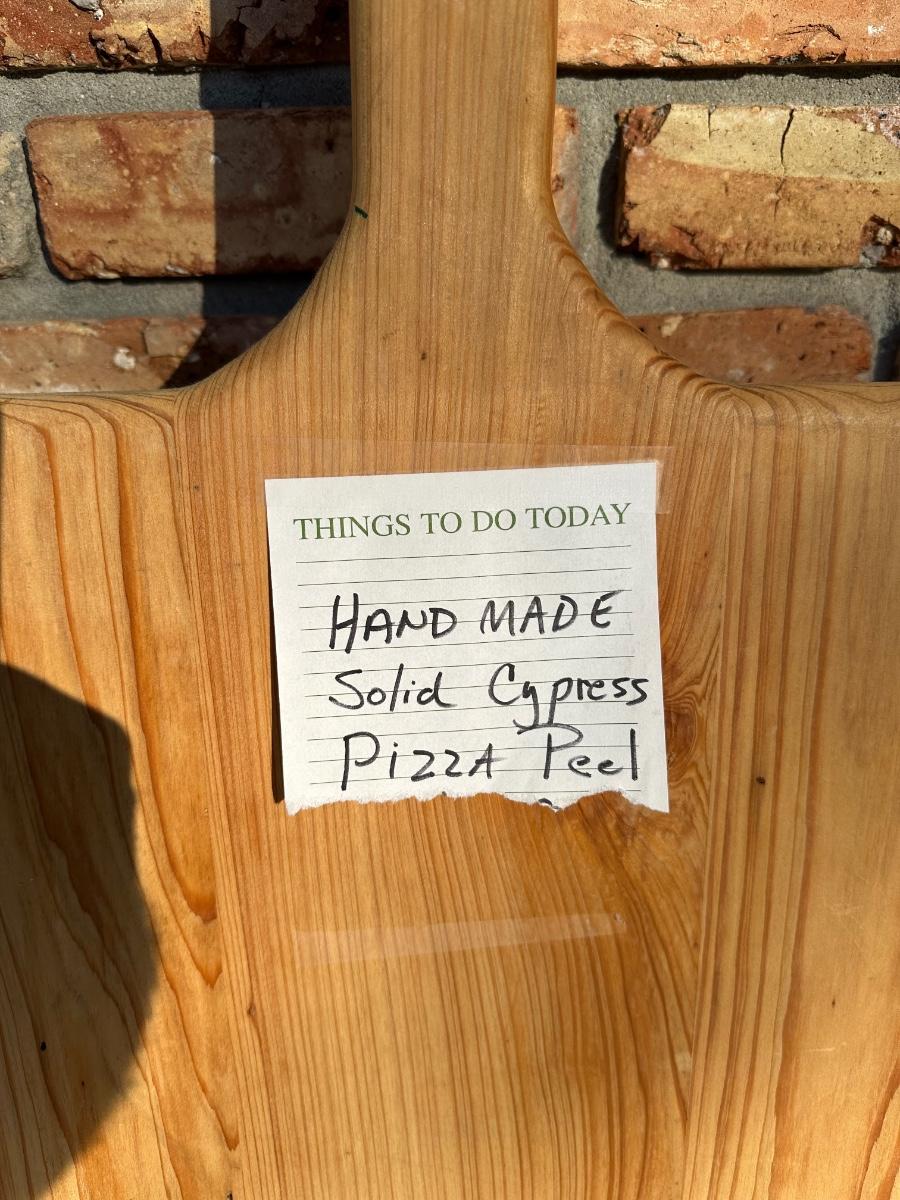 THINGS TO DO TODAY
HAND MADE
Solid Cypress
PIZZA Peel